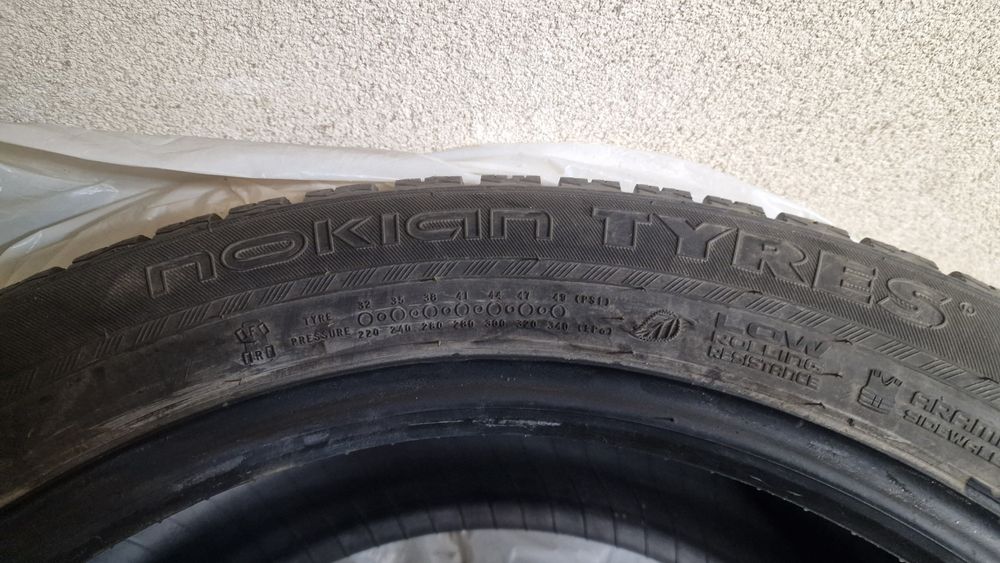 nokian TYRES®
32 35 38 41 44 47 49 (PSI)
TYRE
PRESSURE 220 240 260 280 300 320 340 (kPa)
LOW
ROLLING
RESISTANCE
SIDEWALL